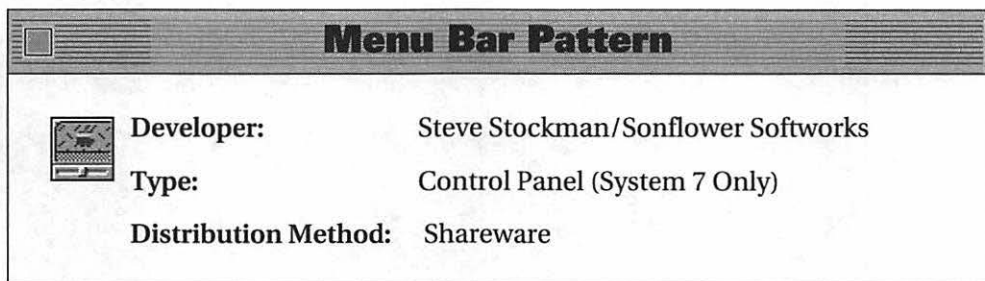 Menu Bar Pattern
Developer: Steve Stockman/Sonflower Softworks
Type: Control Panel (System 7 Only)
Distribution Method: Shareware